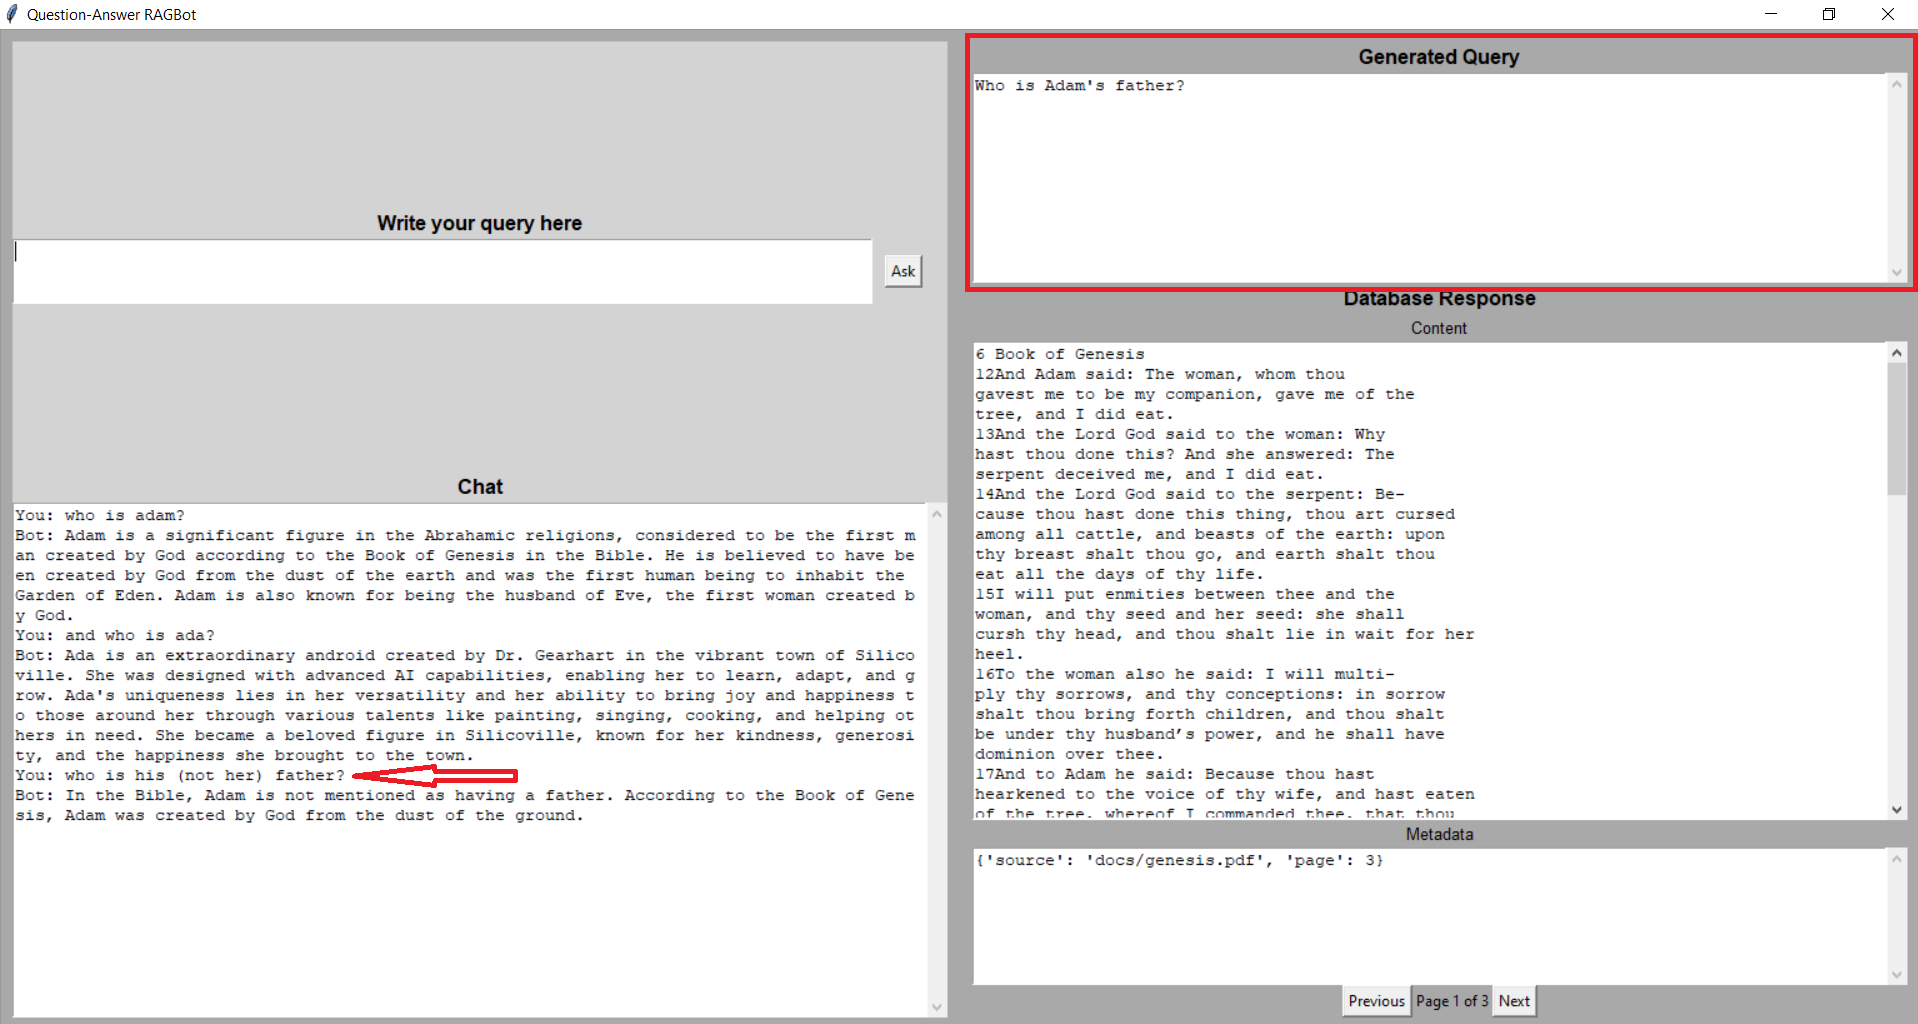 Question-Answer RAGBot
Write your query here
Ask
Chat
You: who is adam?
Bot: Adam is a significant figure in the Abrahamic religions, considered to be the first m
an created by God according to the Book of Genesis in the Bible. He is believed to have be
en created by God from the dust of the earth and was the first human being to inhabit the
Garden of Eden. Adam is also known for being the husband of Eve, the first woman created b
y God.
You: and who is ada?
Bot: Ada is an extraordinary android created by Dr. Gearhart in the vibrant town of Silico
ville. She was designed with advanced AI capabilities, enabling her to learn, adapt, and g
row. Ada's uniqueness lies in her versatility and her ability to bring joy and happiness t
o those around her through various talents like painting, singing, cooking, and helping ot
hers in need. She became a beloved figure in Silicoville, known for her kindness, generosi
ty, and the happiness she brought to the town.
You: who is his (not her) father?
Bot: In the Bible, Adam is not mentioned as having a father. According to the Book of Gene
sis, Adam was created by God from the dust of the ground.
Generated Query
Who is Adam's father?
Database Response
Content
6 Book of Genesis
12And Adam said: The woman, whom thou
gavest me to be my companion, gave me of the
tree, and I did eat.
13And the Lord God said to the woman: Why
hast thou done this? And she answered: The
serpent deceived me, and I did eat.
14And the Lord God said to the serpent: Be-
cause thou hast done this thing, thou art cursed
among all cattle, and beasts of the earth: upon
thy breast shalt thou go, and earth shalt thou
eat all the days of thy life.
15I will put enmities between thee and the
woman, and thy seed and her seed: she shall
cursh thy head, and thou shalt lie in wait for her
heel.
16To the woman also he said: I will multi-
ply thy sorrows, and thy conceptions: in sorrow
shalt thou bring forth children, and thou shalt
be under thy husband’s power, and he shall have
dominion over thee.
17And to Adam he said: Because thou hast
hearkened to the voice of thy wife, and hast eaten
of the tree, whereof I commanded thee, that thou
Metadata
{'source': 'docs/genesis.pdf', 'page': 3}
Previous Page 1 of 3 Next